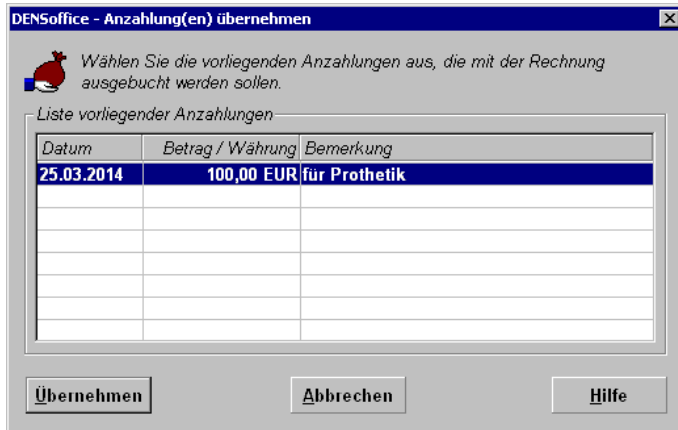 DENSoffice - Anzahlung(en) übernehmen
Wählen Sie die vorliegenden Anzahlungen aus, die mit der Rechnung
ausgebucht werden sollen.
Liste vorliegender Anzahlungen
Datum Betrag / Währung Bemerkung
25.03.2014 100,00 EUR für Prothetik
Übernehmen Abbrechen Hilfe